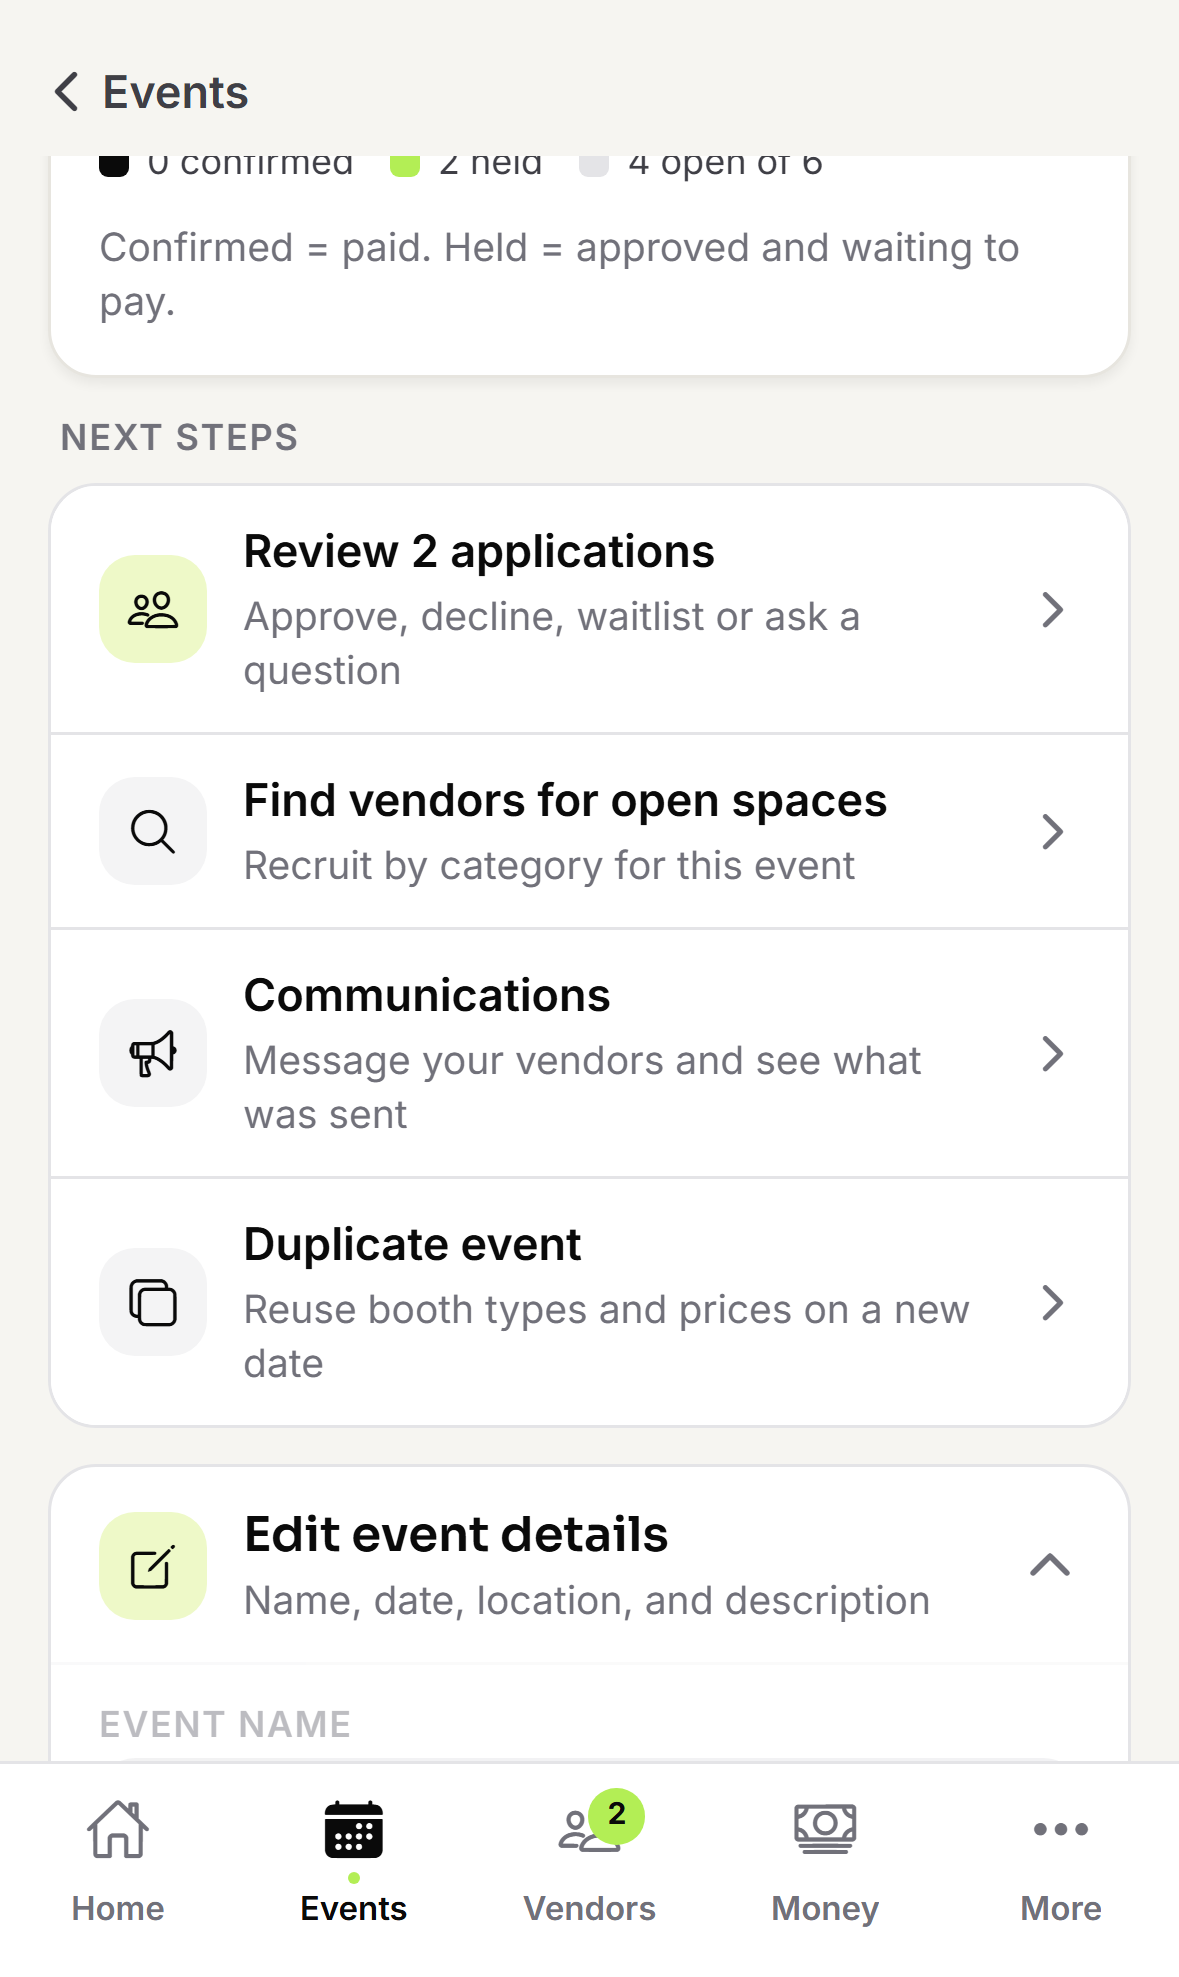 Events
0 confirmed 2 held 4 open of 6
Confirmed = paid. Held = approved and waiting to
pay.
NEXT STEPS
Review 2 applications
Approve, decline, waitlist or ask a
question
Find vendors for open spaces
Recruit by category for this event
Communications
Message your vendors and see what
was sent
Duplicate event
Reuse booth types and prices on a new
date
Edit event details
Name, date, location, and description
EVENT NAME
2
Home Events Vendors Money More